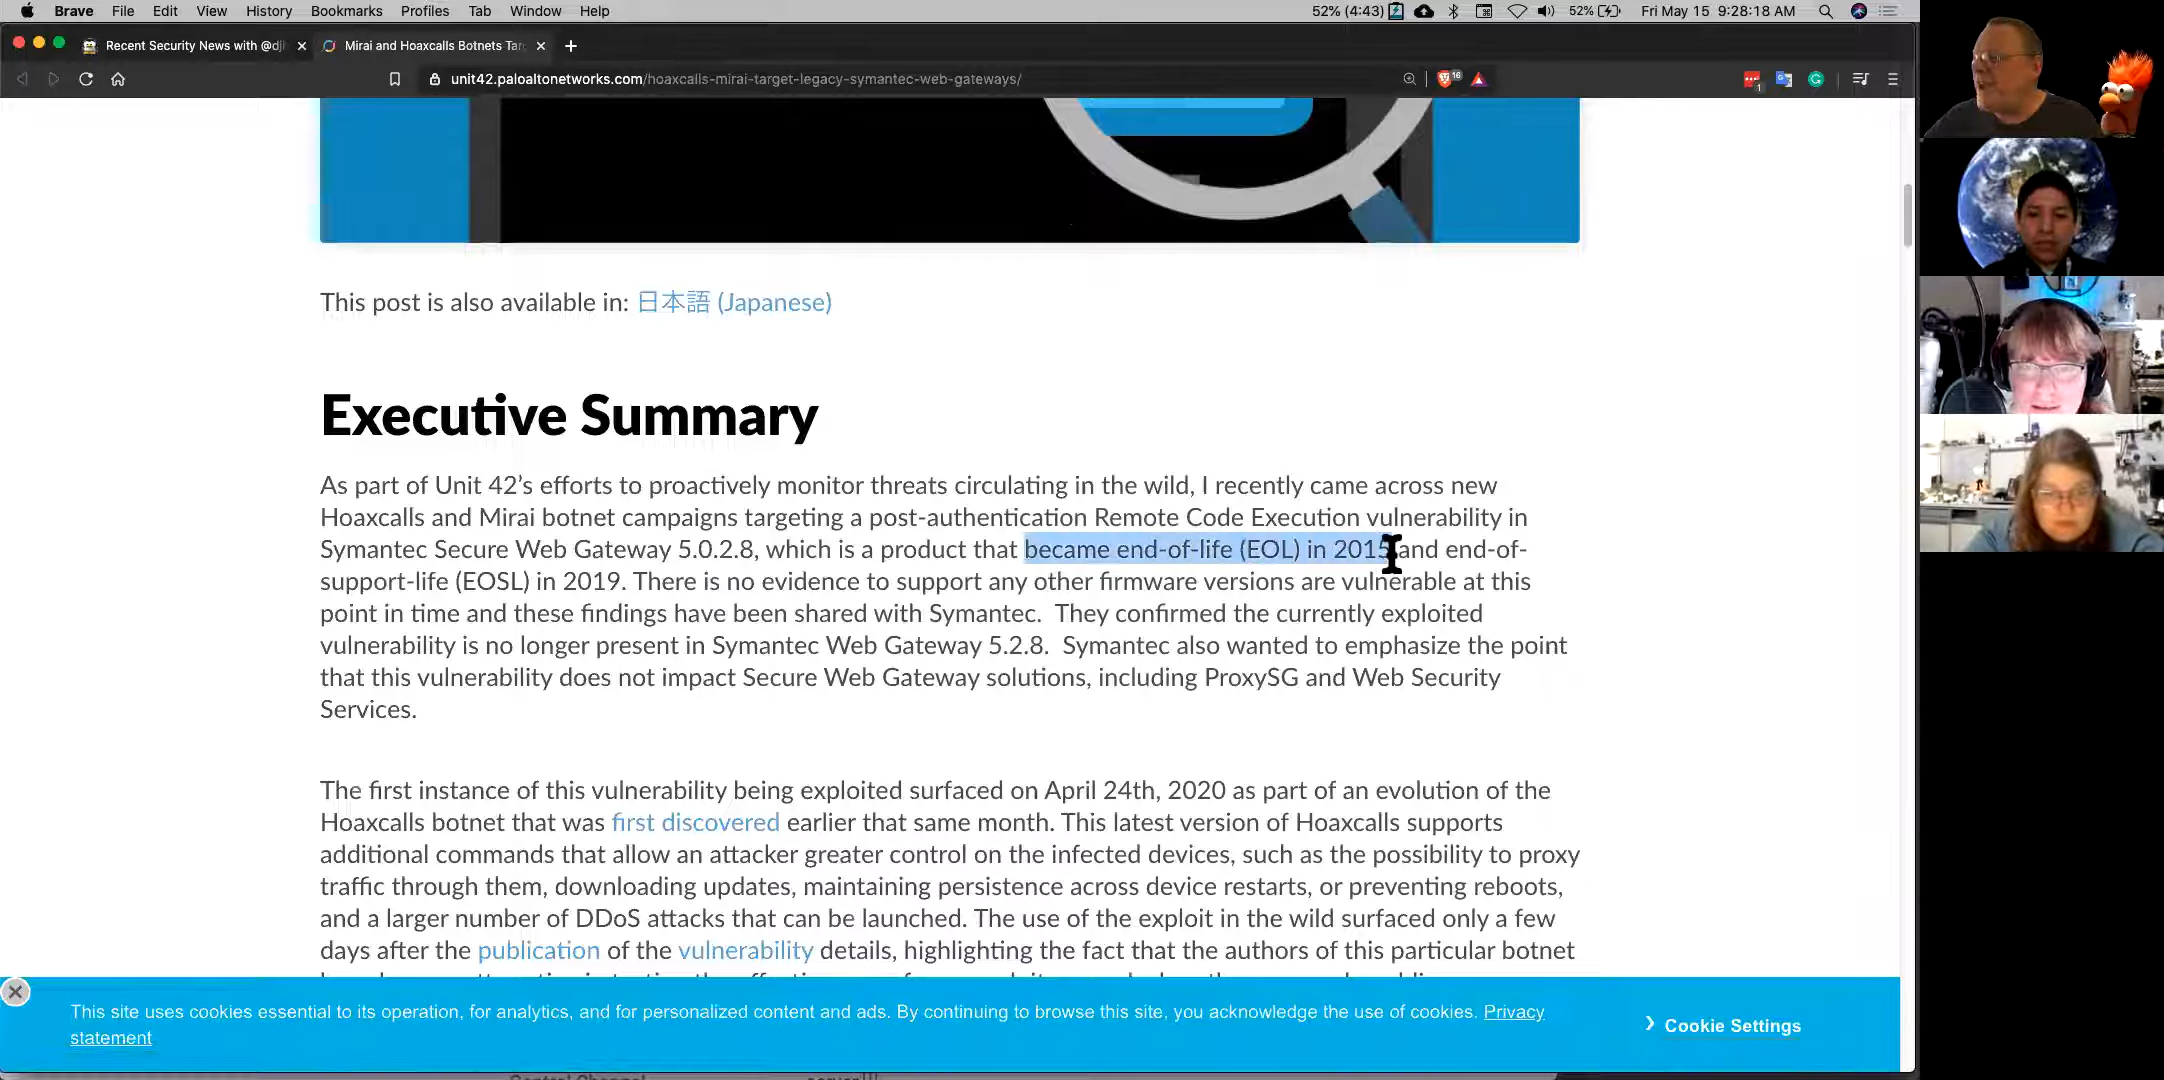 Brave File Edit View History Bookmarks Profiles Tab Window Help 52% (4:43) 52% Fri May 15 9:28:18 AM
Recent Security News with @dj Mirai and Hoaxcalls Botnets Tar
unit42.paloaltonetworks.com/hoaxcalls-mirai-target-legacy-symantec-web-gateways/ 16 1
This post is also available in: 日本語 (Japanese)
Executive Summary
As part of Unit 42’s efforts to proactively monitor threats circulating in the wild, I recently came across new
Hoaxcalls and Mirai botnet campaigns targeting a post-authentication Remote Code Execution vulnerability in
Symantec Secure Web Gateway 5.0.2.8, which is a product that became end-of-life (EOL) in 2015 and end-of-
support-life (EOSL) in 2019. There is no evidence to support any other firmware versions are vulnerable at this
point in time and these findings have been shared with Symantec. They confirmed the currently exploited
vulnerability is no longer present in Symantec Web Gateway 5.2.8. Symantec also wanted to emphasize the point
that this vulnerability does not impact Secure Web Gateway solutions, including ProxySG and Web Security
Services.
The first instance of this vulnerability being exploited surfaced on April 24th, 2020 as part of an evolution of the
Hoaxcalls botnet that was first discovered earlier that same month. This latest version of Hoaxcalls supports
additional commands that allow an attacker greater control on the infected devices, such as the possibility to proxy
traffic through them, downloading updates, maintaining persistence across device restarts, or preventing reboots,
and a larger number of DDoS attacks that can be launched. The use of the exploit in the wild surfaced only a few
days after the publication of the vulnerability details, highlighting the fact that the authors of this particular botnet
This site uses cookies essential to its operation, for analytics, and for personalized content and ads. By continuing to browse this site, you acknowledge the use of cookies. Privacy
statement
Cookie Settings